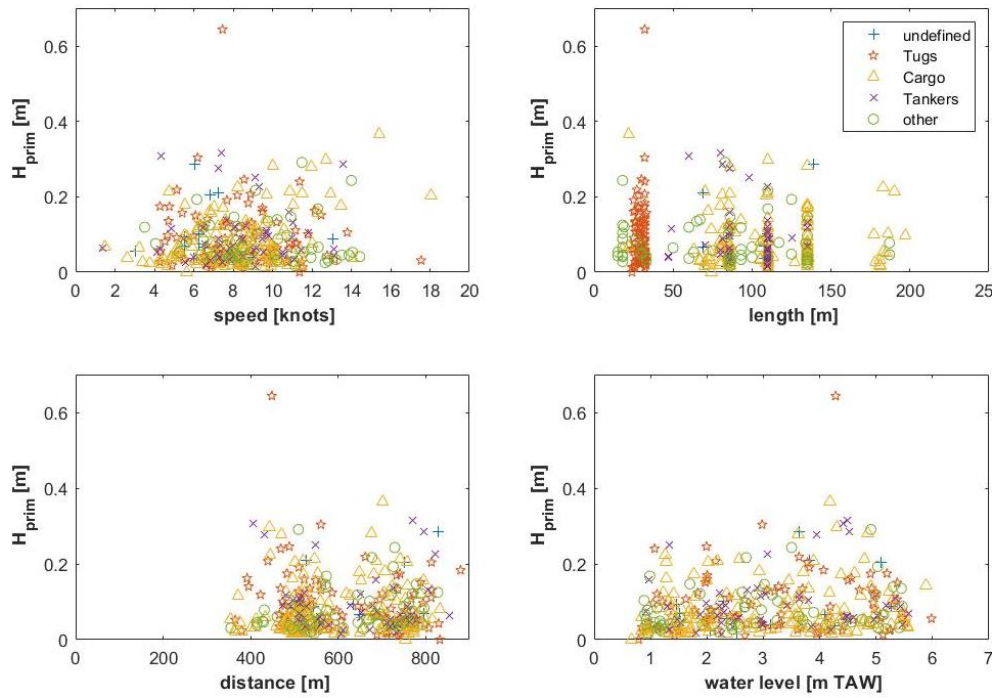 0.6
0.4
0.2
0
H_prim [m]
0 2 4 6 8 10 12 14 16 18 20
speed [knots]
0.6
0.4
0.2
0
H_prim [m]
0 50 100 150 200 250
length [m]
undefined
Tugs
Cargo
Tankers
other
0.6
0.4
0.2
0
H_prim [m]
0 200 400 600 800
distance [m]
0.6
0.4
0.2
0
H_prim [m]
0 1 2 3 4 5 6 7
water level [m TAW]